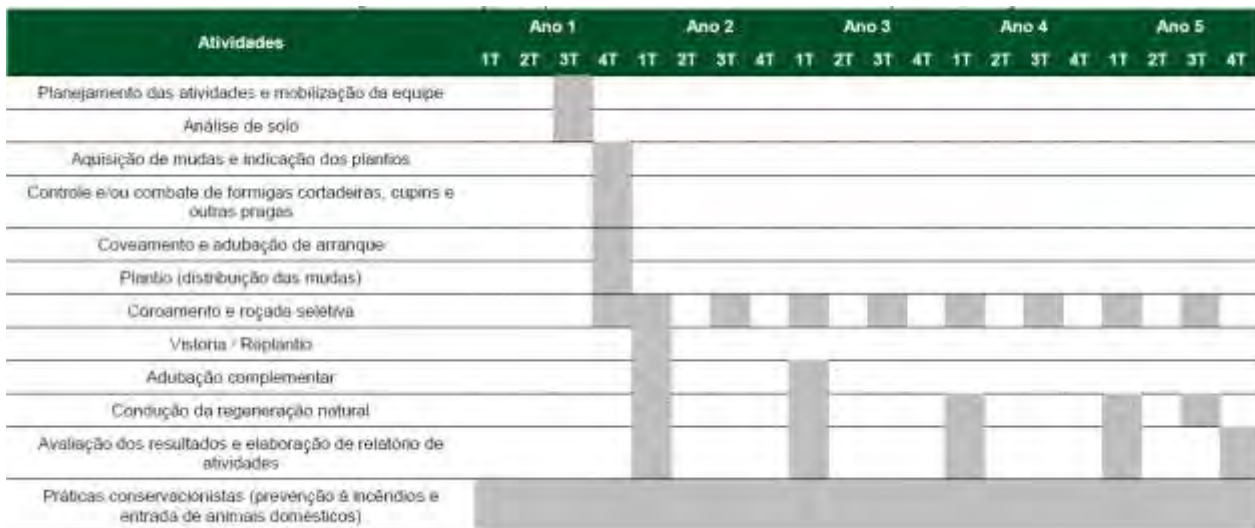 Atividades
Ano 1 Ano 2 Ano 3 Ano 4 Ano 5
1T 2T 3T 4T 1T 2T 3T 4T 1T 2T 3T 4T 1T 2T 3T 4T 1T 2T 3T 4T
Planejamento das atividades e mobilização da equipe
Análise de solo
Aquisição de mudas e indicação dos plantios
Controle e/ou combate de formigas cortadeiras, cupins e
outras pragas
Coveamento e adubação de arranque
Plantio (distribuição das mudas)
Coroamento e roçada seletiva
Vistoria / Replantio
Adubação complementar
Condução da regeneração natural
Avaliação dos resultados e elaboração de relatório de
atividades
Práticas conservacionistas (prevenção à incêndios e
entrada de animais domésticos)